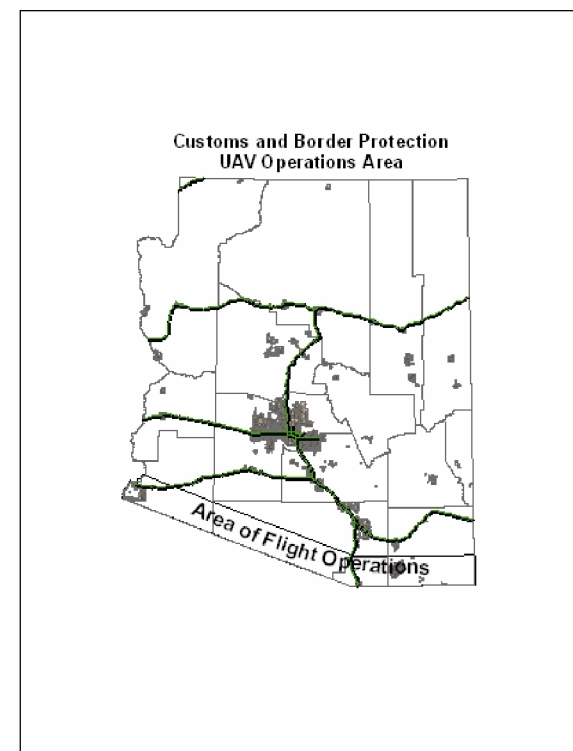 Customs and Border Protection
UAV Operations Area
Area of Flight Operations